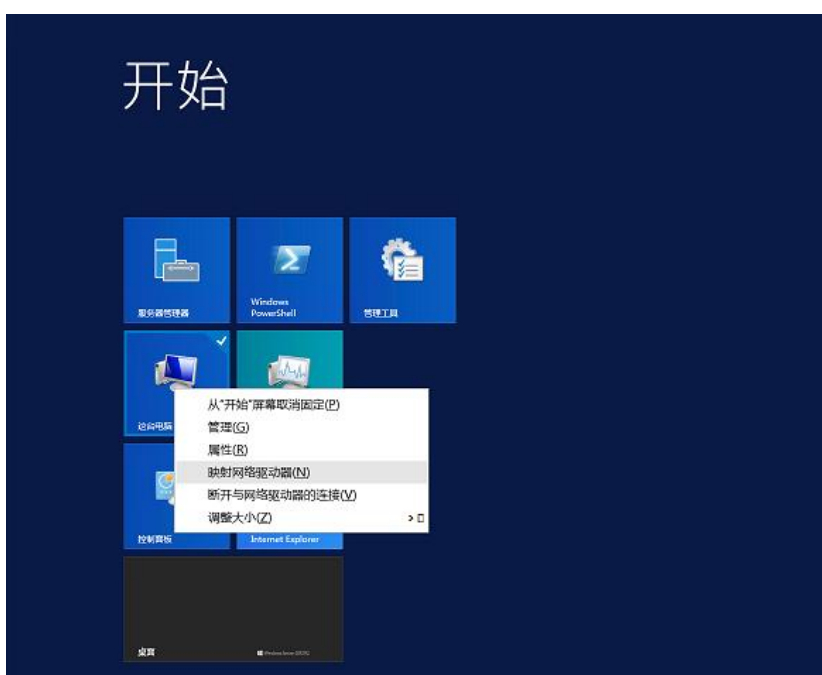 开始
服务器管理器
Windows
PowerShell
管理工具
这台电脑
从"开始"屏幕取消固定(P)
管理(G)
属性(R)
映射网络驱动器(N)
断开与网络驱动器的连接(V)
调整大小(Z)
控制面板
Internet Explorer
桌面